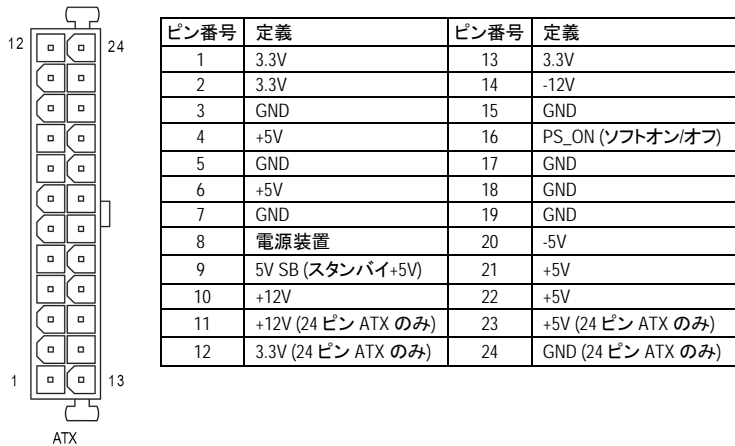 12 24
1 13
ATX
ピン番号 定義 ピン番号 定義
1 3.3V 13 3.3V
2 3.3V 14 -12V
3 GND 15 GND
4 +5V 16 PS_ON (ソフトオン/オフ)
5 GND 17 GND
6 +5V 18 GND
7 GND 19 GND
8 電源装置 20 -5V
9 5V SB (スタンバイ+5V) 21 +5V
10 +12V 22 +5V
11 +12V (24 ピン ATX のみ) 23 +5V (24 ピン ATX のみ)
12 3.3V (24 ピン ATX のみ) 24 GND (24 ピン ATX のみ)